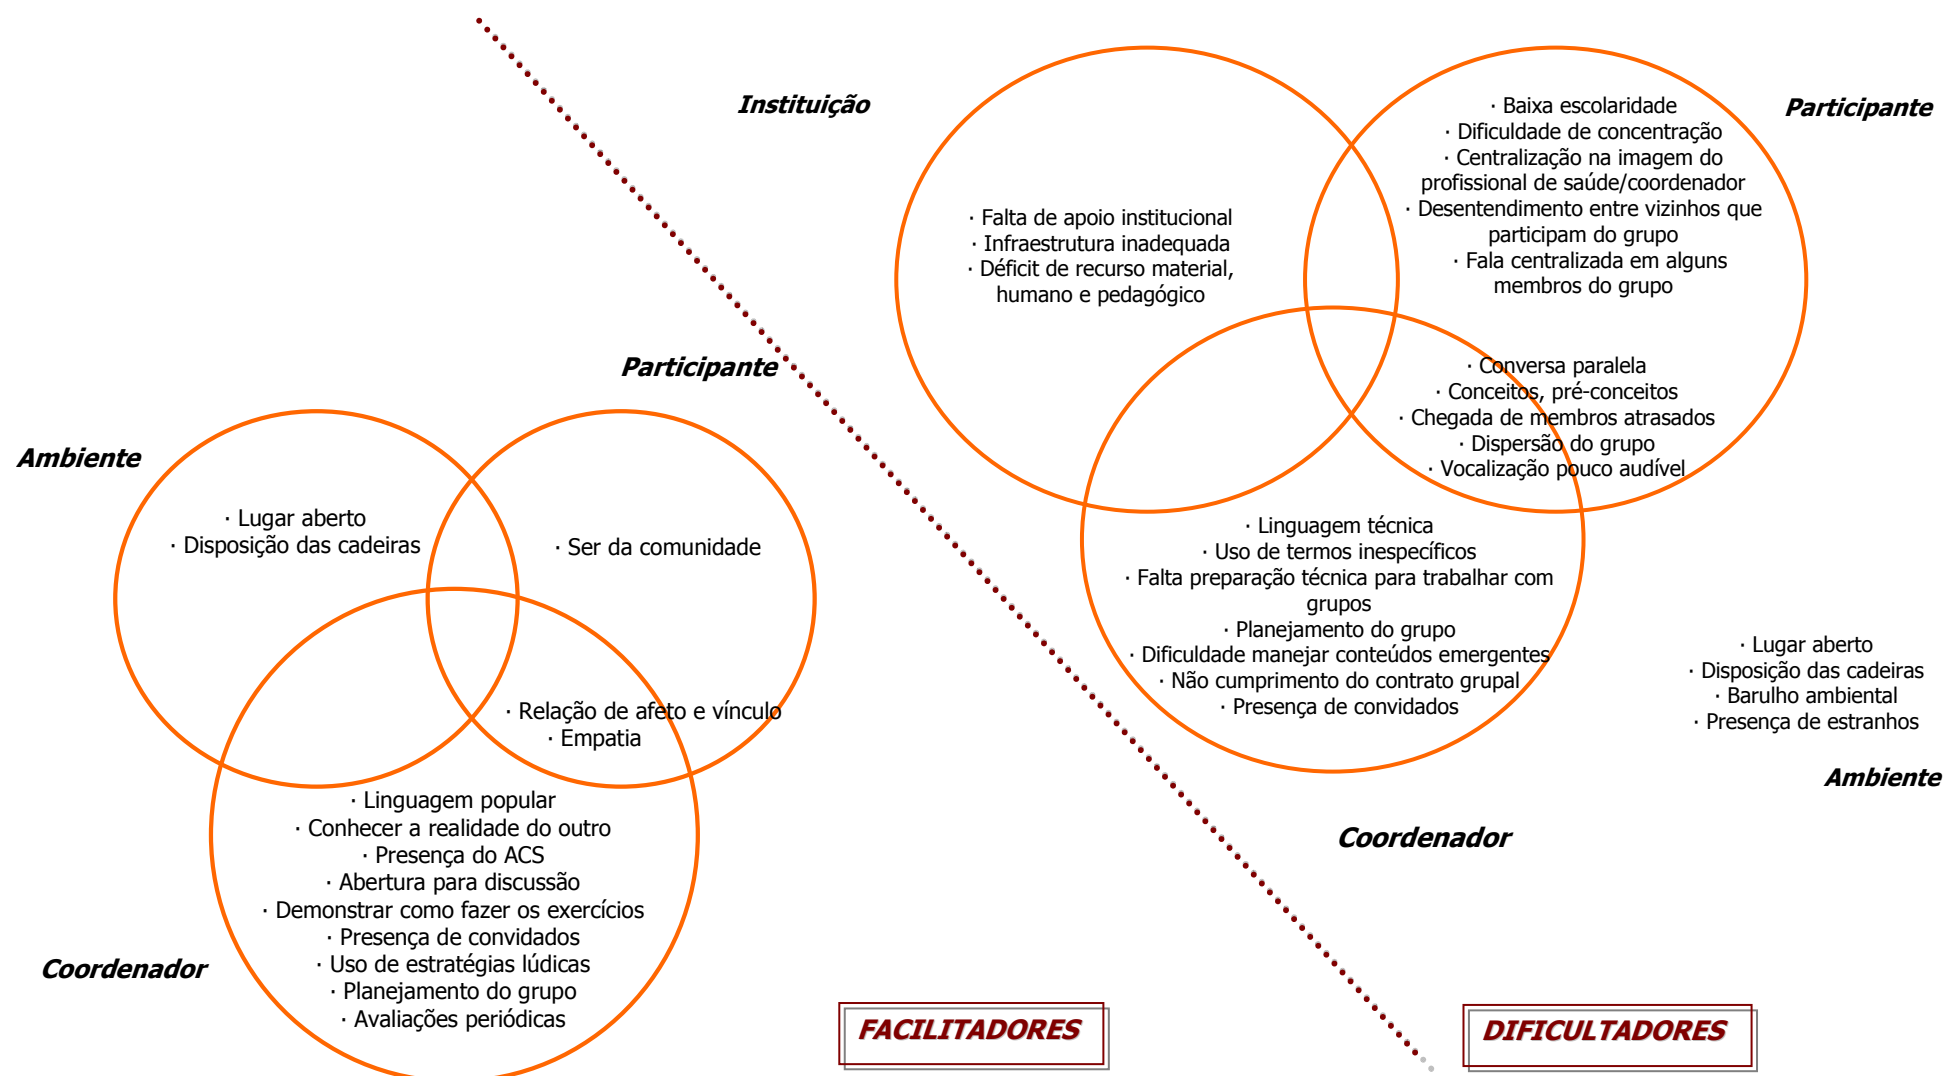 Instituição
Participante
· Baixa escolaridade
· Dificuldade de concentração
· Centralização na imagem do
profissional de saúde/coordenador
· Desentendimento entre vizinhos que
participam do grupo
· Fala centralizada em alguns
membros do grupo
· Falta de apoio institucional
· Infraestrutura inadequada
· Déficit de recurso material,
humano e pedagógico
· Conversa paralela
· Conceitos, pré-conceitos
· Chegada de membros atrasados
· Dispersão do grupo
· Vocalização pouco audível
· Linguagem técnica
· Uso de termos inespecíficos
· Falta preparação técnica para trabalhar com
grupos
· Planejamento do grupo
· Dificuldade manejar conteúdos emergentes
· Não cumprimento do contrato grupal
· Presença de convidados
· Lugar aberto
· Disposição das cadeiras
· Barulho ambiental
· Presença de estranhos
Ambiente
Coordenador
DIFICULTADORES
Participante
Ambiente
· Lugar aberto
· Disposição das cadeiras
· Ser da comunidade
· Relação de afeto e vínculo
· Empatia
· Linguagem popular
· Conhecer a realidade do outro
· Presença do ACS
· Abertura para discussão
· Demonstrar como fazer os exercícios
· Presença de convidados
· Uso de estratégias lúdicas
· Planejamento do grupo
· Avaliações periódicas
Coordenador
FACILITADORES